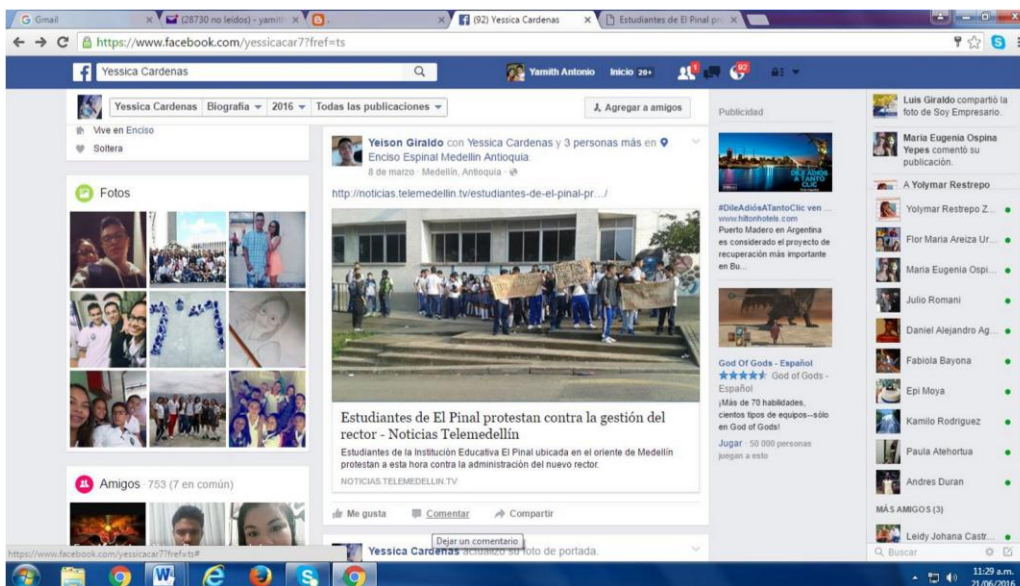 Gmail
(28730 no leídos) - yamith
(92) Yessica Cardenas
Estudiantes de El Pinal pro
https://www.facebook.com/yessicacar7?fref=ts
Yessica Cardenas
Yamith Antonio
Inicio 20+
1
92
Yessica Cardenas
Biografía
2016
Todas las publicaciones
Agregar a amigos
Vive en Enciso
Soltera
Fotos
Amigos · 753 (7 en común)
Yeison Giraldo con Yessica Cardenas y 3 personas más en
Enciso Espinal Medellin Antioquia.
8 de marzo · Medellín, Antioquia ·
http://noticias.telemedellin.tv/estudiantes-de-el-pinal-pr…/
Estudiantes de El Pinal protestan contra la gestión del
rector - Noticias Telemedellín
Estudiantes de la Institución Educativa El Pinal ubicada en el oriente de Medellín
protestan a esta hora contra la administración del nuevo rector.
NOTICIAS.TELEMEDELLIN.TV
Me gusta
Comentar
Compartir
Dejar un comentario
Yessica Cardenas actualizó su foto de portada.
Publicidad
DILE ADIÓS
A TANTO
CLIC
#DileAdiósATantoClic ven ...
www.hiltonhotels.com
Puerto Madero en Argentina
es considerado el proyecto de
recuperación más importante
en Bu...
God Of Gods - Español
God of Gods -
Español
¡Más de 70 habilidades,
cientos tipos de equipos--sólo
en God of Gods!
Jugar · 50 000 personas
juegan a esto
Luis Giraldo compartió la
foto de Soy Empresario.
Maria Eugenia Ospina
Yepes comentó su
publicación.
A Yolymar Restrepo
Yolymar Restrepo Z...
Flor Maria Areiza Ur...
Maria Eugenia Ospi...
Julio Romani
Daniel Alejandro Ag...
Fabiola Bayona
Epi Moya
Kamilo Rodriguez
Paula Atehortua
Andres Duran
MÁS AMIGOS (3)
Leidy Johana Castr...
Buscar
https://www.facebook.com/yessicacar7?fref=ts#
11:29 a.m.
21/06/2016